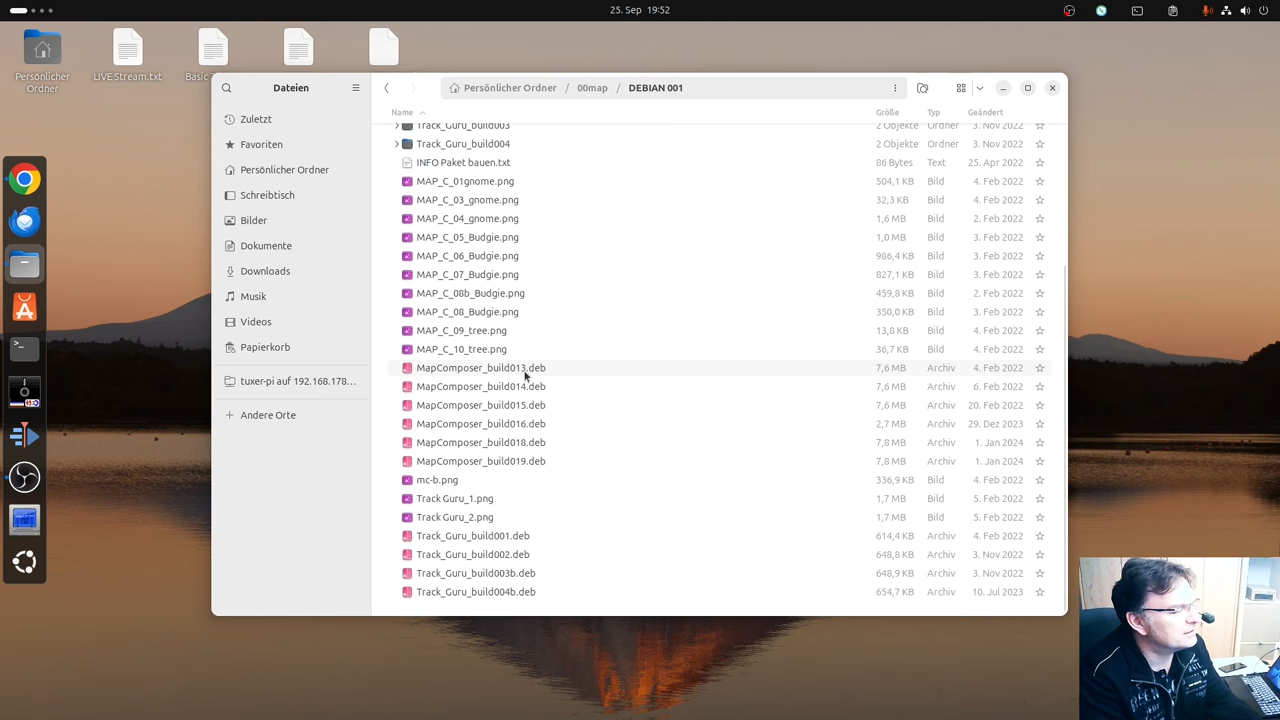 25. Sep 19:52
Persönlicher
Ordner
LIVE Stream.txt
Basic
Dateien
Persönlicher Ordner
00map
DEBIAN 001
Zuletzt
Favoriten
Persönlicher Ordner
Schreibtisch
Bilder
Dokumente
Downloads
Musik
Videos
Papierkorb
tuxer-pi auf 192.168.178...
Andere Orte
Name Größe Typ Geändert
Track_Guru_build003 2 Objekte Ordner 3. Nov 2022
Track_Guru_build004 2 Objekte Ordner 3. Nov 2022
INFO Paket bauen.txt 86 Bytes Text 25. Apr 2022
MAP_C_01gnome.png 504,1 KB Bild 4. Feb 2022
MAP_C_03_gnome.png 32,3 KB Bild 4. Feb 2022
MAP_C_04_gnome.png 1,6 MB Bild 2. Feb 2022
MAP_C_05_Budgie.png 1,0 MB Bild 4. Feb 2022
MAP_C_06_Budgie.png 986,4 KB Bild 4. Feb 2022
MAP_C_07_Budgie.png 827,1 KB Bild 4. Feb 2022
MAP_C_08b_Budgie.png 459,8 KB Bild 2. Feb 2022
MAP_C_08_Budgie.png 350,0 KB Bild 3. Feb 2022
MAP_C_09_tree.png 13,8 KB Bild 4. Feb 2022
MAP_C_10_tree.png 36,7 KB Bild 4. Feb 2022
MapComposer_build013.deb 7,6 MB Archiv 4. Feb 2022
MapComposer_build014.deb 7,6 MB Archiv 6. Feb 2022
MapComposer_build015.deb 7,6 MB Archiv 20. Feb 2022
MapComposer_build016.deb 2,7 MB Archiv 29. Dez 2023
MapComposer_build018.deb 7,8 MB Archiv 1. Jan 2024
MapComposer_build019.deb 7,8 MB Archiv 1. Jan 2024
mc-b.png 336,9 KB Bild 4. Feb 2022
Track Guru_1.png 1,7 MB Bild 5. Feb 2022
Track Guru_2.png 1,7 MB Bild 5. Feb 2022
Track_Guru_build001.deb 614,4 KB Archiv 4. Feb 2022
Track_Guru_build002.deb 648,8 KB Archiv 3. Nov 2022
Track_Guru_build003b.deb 648,9 KB Archiv 3. Nov 2022
Track_Guru_build004b.deb 654,7 KB Archiv 10. Jul 2023